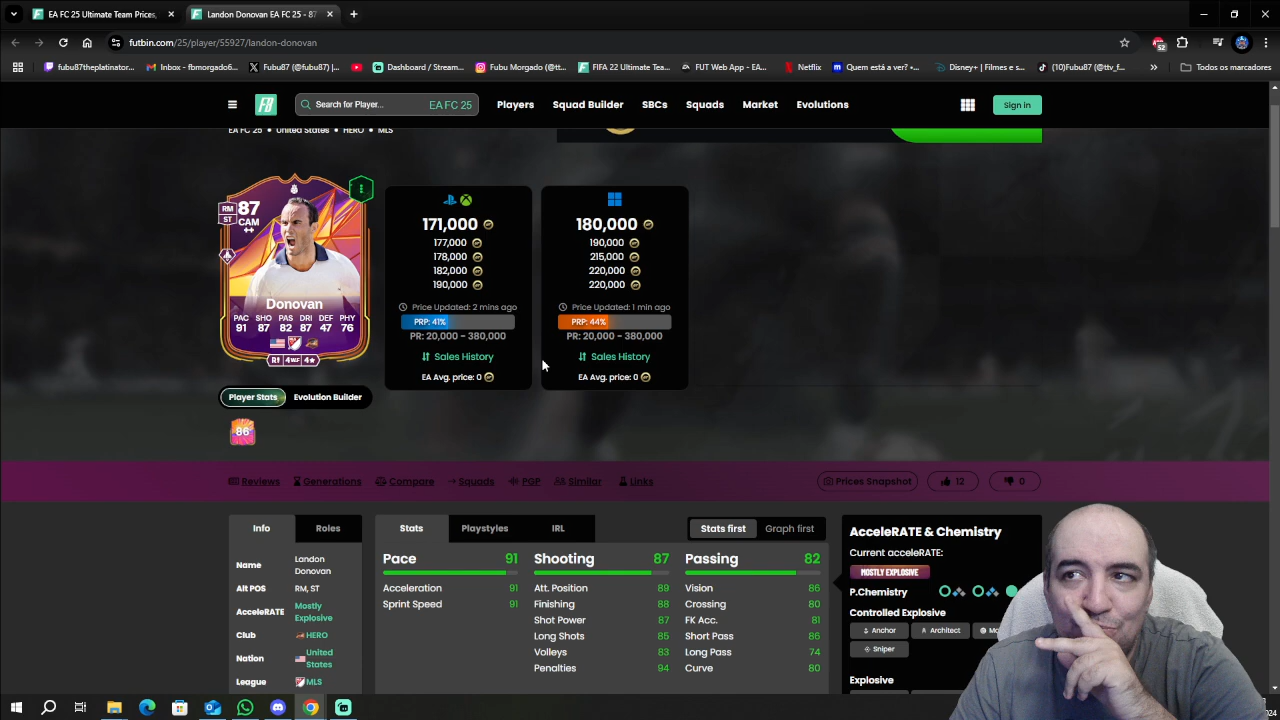 EA FC 25 Ultimate Team Prices,
Landon Donovan EA FC 25 - 87
futbin.com/25/player/55927/landon-donovan
52
fubu87theplatinator...
Inbox - fbmorgado6...
Fubu87 (@fubu87) |...
Dashboard / Stream...
Fubu Morgado (@tt...
FIFA 22 Ultimate Tea...
FUT Web App - EA...
Netflix
Quem está a ver? •...
Disney+ | Filmes e s...
(10)Fubu87 (@ttv_f...
Todos os marcadores
FB
Search for Player...
EA FC 25
Players
Squad Builder
SBCs
Squads
Market
Evolutions
Sign in
EA FC 25 • United States • HERO • MLS
RM
ST
87
CAM
++
Donovan
PAC SHO PAS DRI DEF PHY
91 87 82 87 47 76
4 WF
4★
171,000
177,000
178,000
182,000
190,000
Price Updated: 2 mins ago
PRP: 41%
PR: 20,000 - 380,000
Sales History
EA Avg. price: 0
180,000
190,000
215,000
220,000
220,000
Price Updated: 1 min ago
PRP: 44%
PR: 20,000 - 380,000
Sales History
EA Avg. price: 0
Player Stats
Evolution Builder
86
Reviews
Generations
Compare
Squads
PGP
Similar
Links
Prices Snapshot
12
0
Info
Roles
Name Landon Donovan
Alt POS RM, ST
AcceleRATE Mostly Explosive
Club HERO
Nation United States
League MLS
Stats
Playstyles
IRL
Stats first
Graph first
Pace 91
Acceleration 91
Sprint Speed 91
Shooting 87
Att. Position 89
Finishing 88
Shot Power 87
Long Shots 85
Volleys 83
Penalties 94
Passing 82
Vision 86
Crossing 80
FK Acc. 81
Short Pass 86
Long Pass 74
Curve 80
AcceleRATE & Chemistry
Current acceleRATE:
MOSTLY EXPLOSIVE
P.Chemistry
Controlled Explosive
Anchor
Architect
Sniper
Explosive